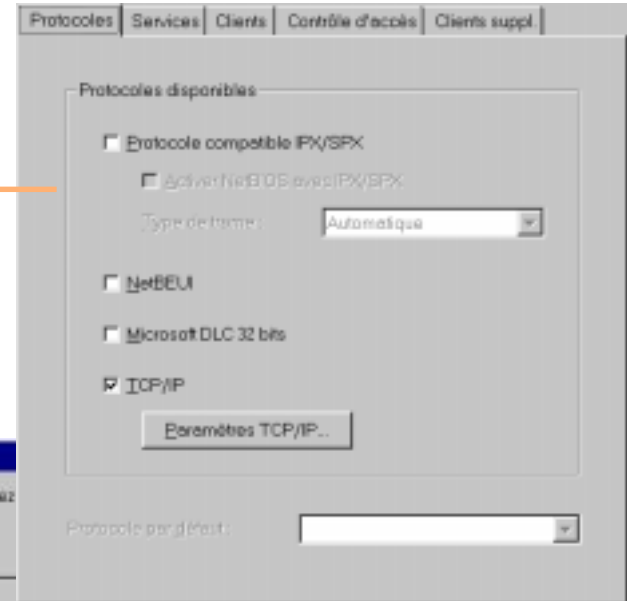 Protocoles Services Clients Contrôle d'accès Clients suppl.
Protocoles disponibles
Protocole compatible IPX/SPX
Activer NetBIOS avec IPX/SPX
Type de trame : Automatique
NetBEUI
Microsoft DLC 32 bits
TCP/IP
Paramètres TCP/IP...
ez
Protocole par défaut :